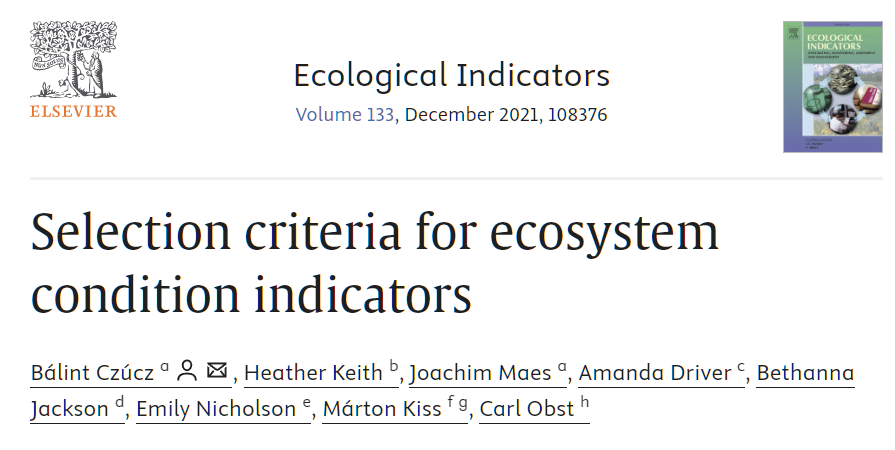 ELSEVIER
Ecological Indicators
Volume 133, December 2021, 108376
ECOLOGICAL
INDICATORS
Selection criteria for ecosystem
condition indicators
Bálint Czúcz a , Heather Keith b, Joachim Maes a, Amanda Driver c, Bethanna
Jackson d, Emily Nicholson e, Márton Kiss f g, Carl Obst h